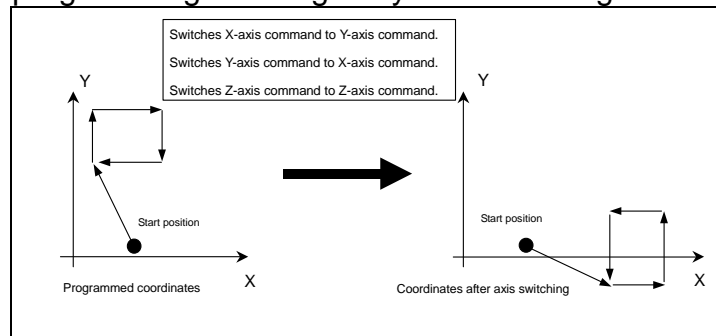 Switches X-axis command to Y-axis command.
Switches Y-axis command to X-axis command.
Switches Z-axis command to Z-axis command.
Y
Start position
X
Programmed coordinates
Y
Start position
X
Coordinates after axis switching